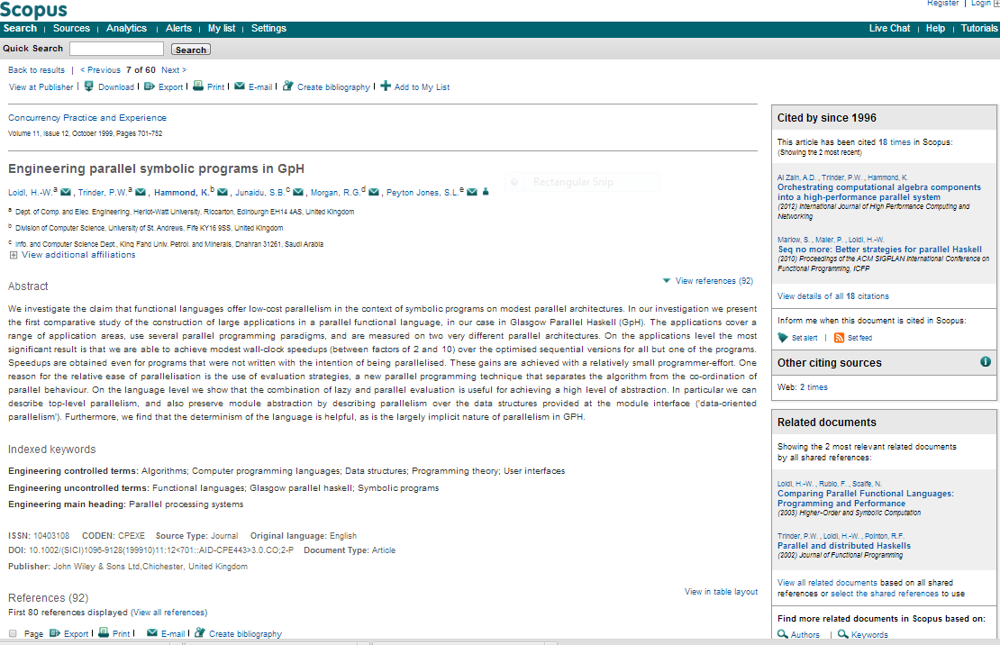 Scopus
Register | Login
Search | Sources | Analytics | Alerts | My list | Settings
Live Chat | Help | Tutorials
Quick Search
Search
Back to results | < Previous 7 of 60 Next >
View at Publisher | Download | Export | Print | E-mail | Create bibliography | Add to My List
Concurrency Practice and Experience
Volume 11, Issue 12, October 1999, Pages 701-752
Engineering parallel symbolic programs in GpH
Rectangular Snip
Loidl, H.-W.a , Trinder, P.W.a , Hammond, K.b , Junaidu, S.B.c , Morgan, R.G.d , Peyton Jones, S.L.e
a Dept. of Comp. and Elec. Engineering, Heriot-Watt University, Riccarton, Edinburgh EH14 4AS, United Kingdom
b Division of Computer Science, University of St. Andrews, Fife KY16 9SS, United Kingdom
c Info. and Computer Science Dept., King Fahd Univ. Petrol. and Minerals, Dhahran 31261, Saudi Arabia
View additional affiliations
Abstract
View references (92)
We investigate the claim that functional languages offer low-cost parallelism in the context of symbolic programs on modest parallel architectures. In our investigation we present
the first comparative study of the construction of large applications in a parallel functional language, in our case in Glasgow Parallel Haskell (GpH). The applications cover a
range of application areas, use several parallel programming paradigms, and are measured on two very different parallel architectures. On the applications level the most
significant result is that we are able to achieve modest wall-clock speedups (between factors of 2 and 10) over the optimised sequential versions for all but one of the programs.
Speedups are obtained even for programs that were not written with the intention of being parallelised. These gains are achieved with a relatively small programmer-effort. One
reason for the relative ease of parallelisation is the use of evaluation strategies, a new parallel programming technique that separates the algorithm from the co-ordination of
parallel behaviour. On the language level we show that the combination of lazy and parallel evaluation is useful for achieving a high level of abstraction. In particular we can
describe top-level parallelism, and also preserve module abstraction by describing parallelism over the data structures provided at the module interface ('data-oriented
parallelism'). Furthermore, we find that the determinism of the language is helpful, as is the largely implicit nature of parallelism in GPH.
Indexed keywords
Engineering controlled terms: Algorithms; Computer programming languages; Data structures; Programming theory; User interfaces
Engineering uncontrolled terms: Functional languages; Glasgow parallel haskell; Symbolic programs
Engineering main heading: Parallel processing systems
ISSN: 10403108 CODEN: CPEXE Source Type: Journal Original language: English
DOI: 10.1002/(SICI)1096-9128(199910)11:12<701::AID-CPE443>3.0.CO;2-P Document Type: Article
Publisher: John Wiley & Sons Ltd,Chichester, United Kingdom
References (92)
View in table layout
First 80 references displayed (View all references)
Page Export | Print | E-mail | Create bibliography
Cited by since 1996
This article has been cited 18 times in Scopus:
(Showing the 2 most recent)
Al Zain, A.D. , Trinder, P.W. , Hammond, K.
Orchestrating computational algebra components
into a high-performance parallel system
(2012) International Journal of High Performance Computing and
Networking
Marlow, S. , Maier, P. , Loidl, H.-W.
Seq no more: Better strategies for parallel Haskell
(2010) Proceedings of the ACM SIGPLAN International Conference on
Functional Programming, ICFP
View details of all 18 citations
Inform me when this document is cited in Scopus:
Set alert | Set feed
Other citing sources
Web: 2 times
Related documents
Showing the 2 most relevant related documents
by all shared references:
Loidl, H.-W. , Rubio, F. , Scaife, N.
Comparing Parallel Functional Languages:
Programming and Performance
(2003) Higher-Order and Symbolic Computation
Trinder, P.W. , Loidl, H.-W. , Pointon, R.F.
Parallel and distributed Haskells
(2002) Journal of Functional Programming
View all related documents based on all shared
references or select the shared references to use
Find more related documents in Scopus based on:
Authors | Keywords